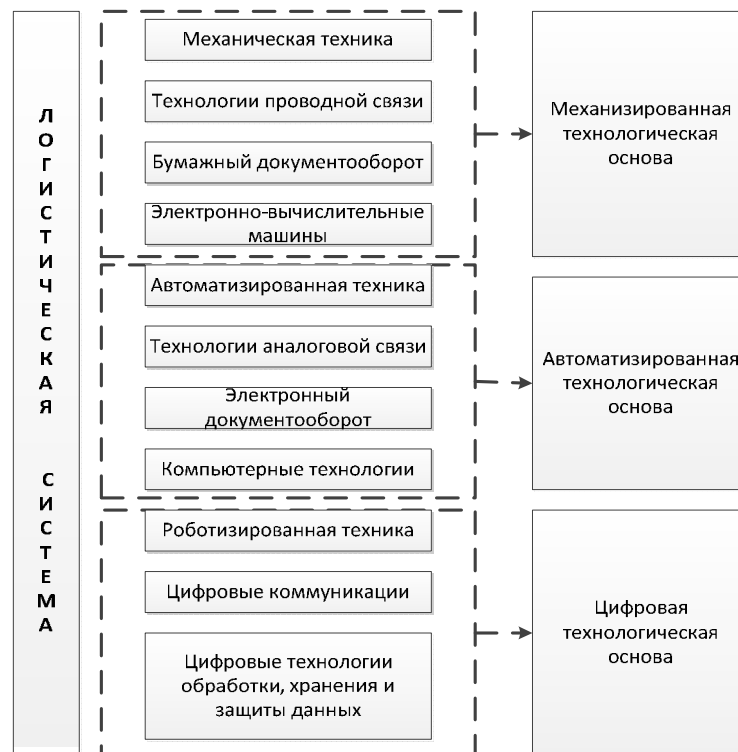 ЛОГИСТИЧЕСКАЯ СИСТЕМА
Механическая техника
Технологии проводной связи
Бумажный документооборот
Электронно-вычислительные
машины
Механизированная
технологическая
основа
Автоматизированная техника
Технологии аналоговой связи
Электронный
документооборот
Компьютерные технологии
Автоматизированная
технологическая
основа
Роботизированная техника
Цифровые коммуникации
Цифровые технологии
обработки, хранения и
защиты данных
Цифровая
технологическая
основа